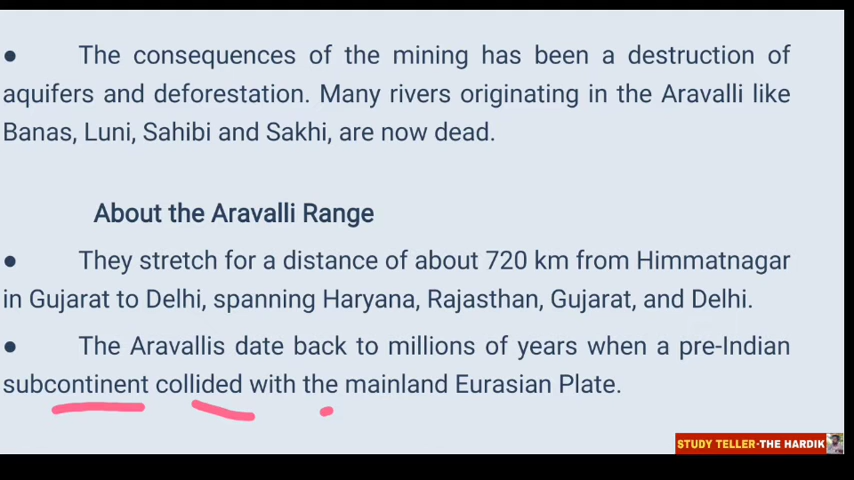 ● The consequences of the mining has been a destruction of
aquifers and deforestation. Many rivers originating in the Aravalli like
Banas, Luni, Sahibi and Sakhi, are now dead.
About the Aravalli Range
● They stretch for a distance of about 720 km from Himmatnagar
in Gujarat to Delhi, spanning Haryana, Rajasthan, Gujarat, and Delhi.
● The Aravallis date back to millions of years when a pre-Indian
subcontinent collided with the mainland Eurasian Plate.
STUDY TELLER-THE HARDIK